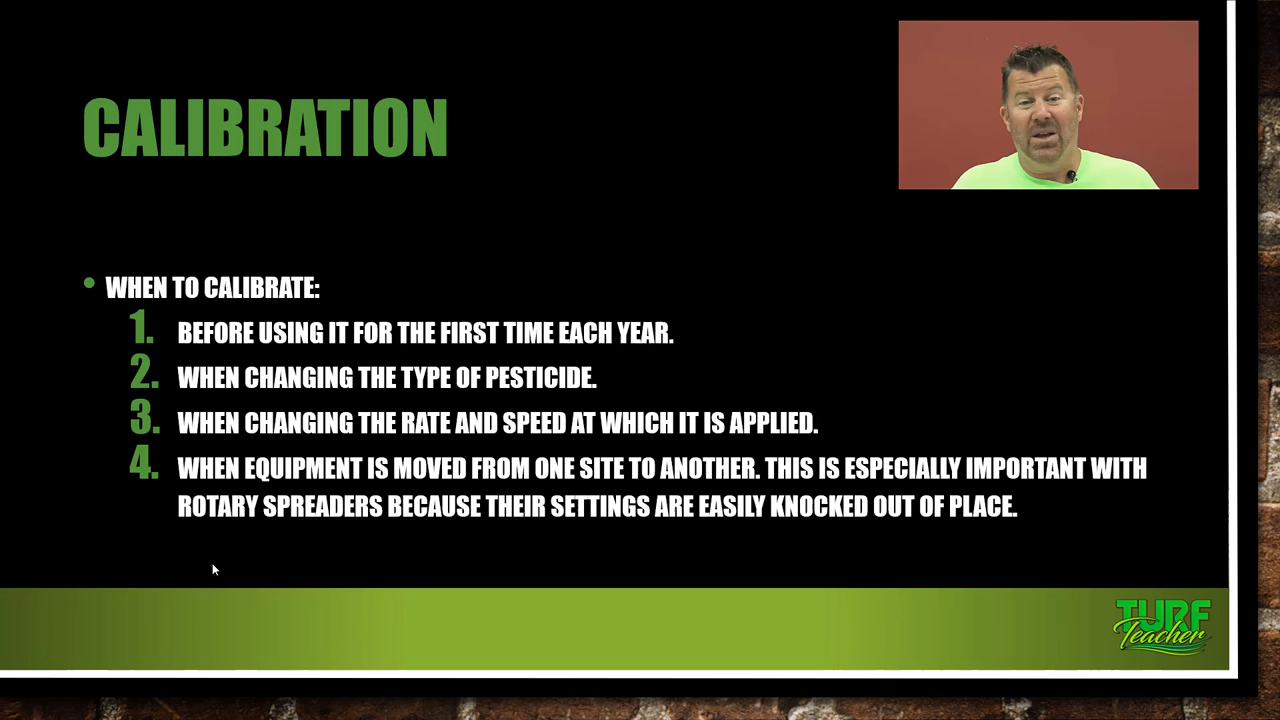 CALIBRATION
• WHEN TO CALIBRATE:
1. BEFORE USING IT FOR THE FIRST TIME EACH YEAR.
2. WHEN CHANGING THE TYPE OF PESTICIDE.
3. WHEN CHANGING THE RATE AND SPEED AT WHICH IT IS APPLIED.
4. WHEN EQUIPMENT IS MOVED FROM ONE SITE TO ANOTHER. THIS IS ESPECIALLY IMPORTANT WITH
ROTARY SPREADERS BECAUSE THEIR SETTINGS ARE EASILY KNOCKED OUT OF PLACE.
TURF
Teacher